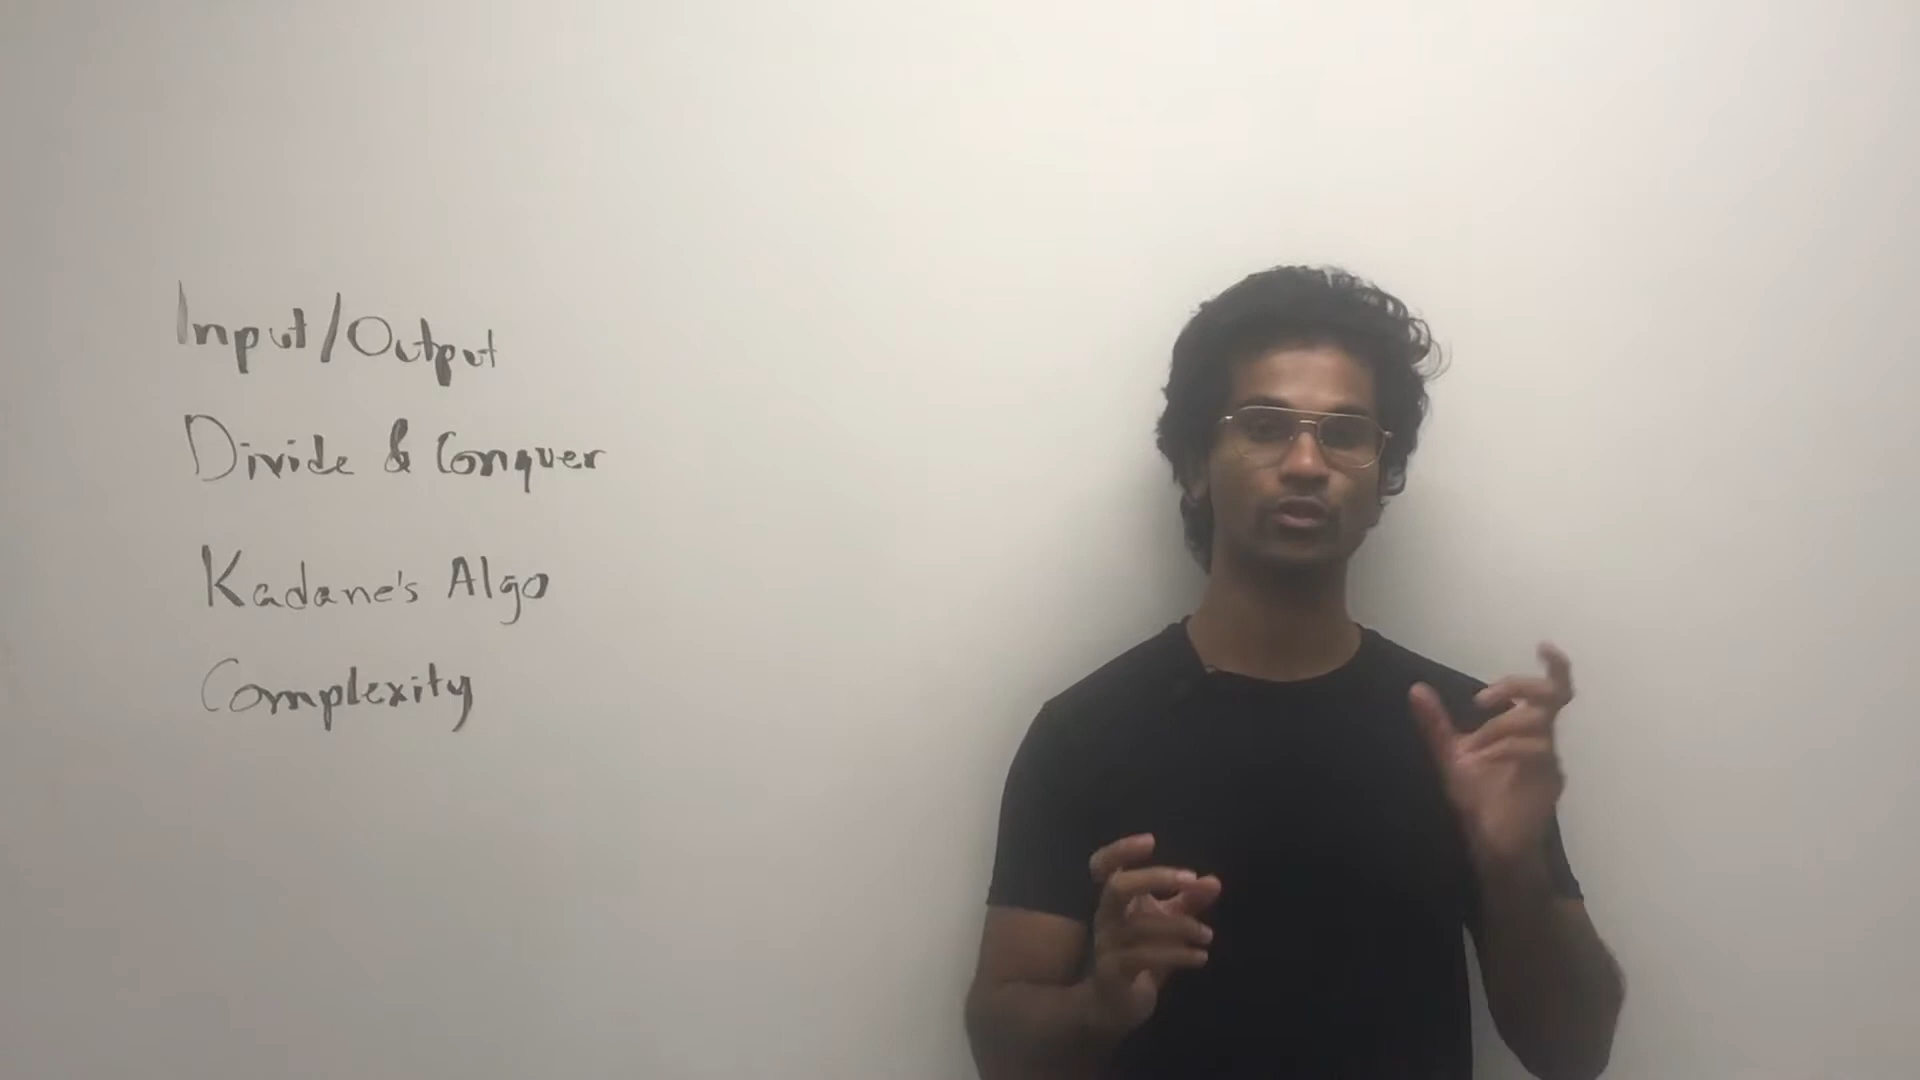 Input/Output
Divide & Conquer
Kadane's Algo
Complexity